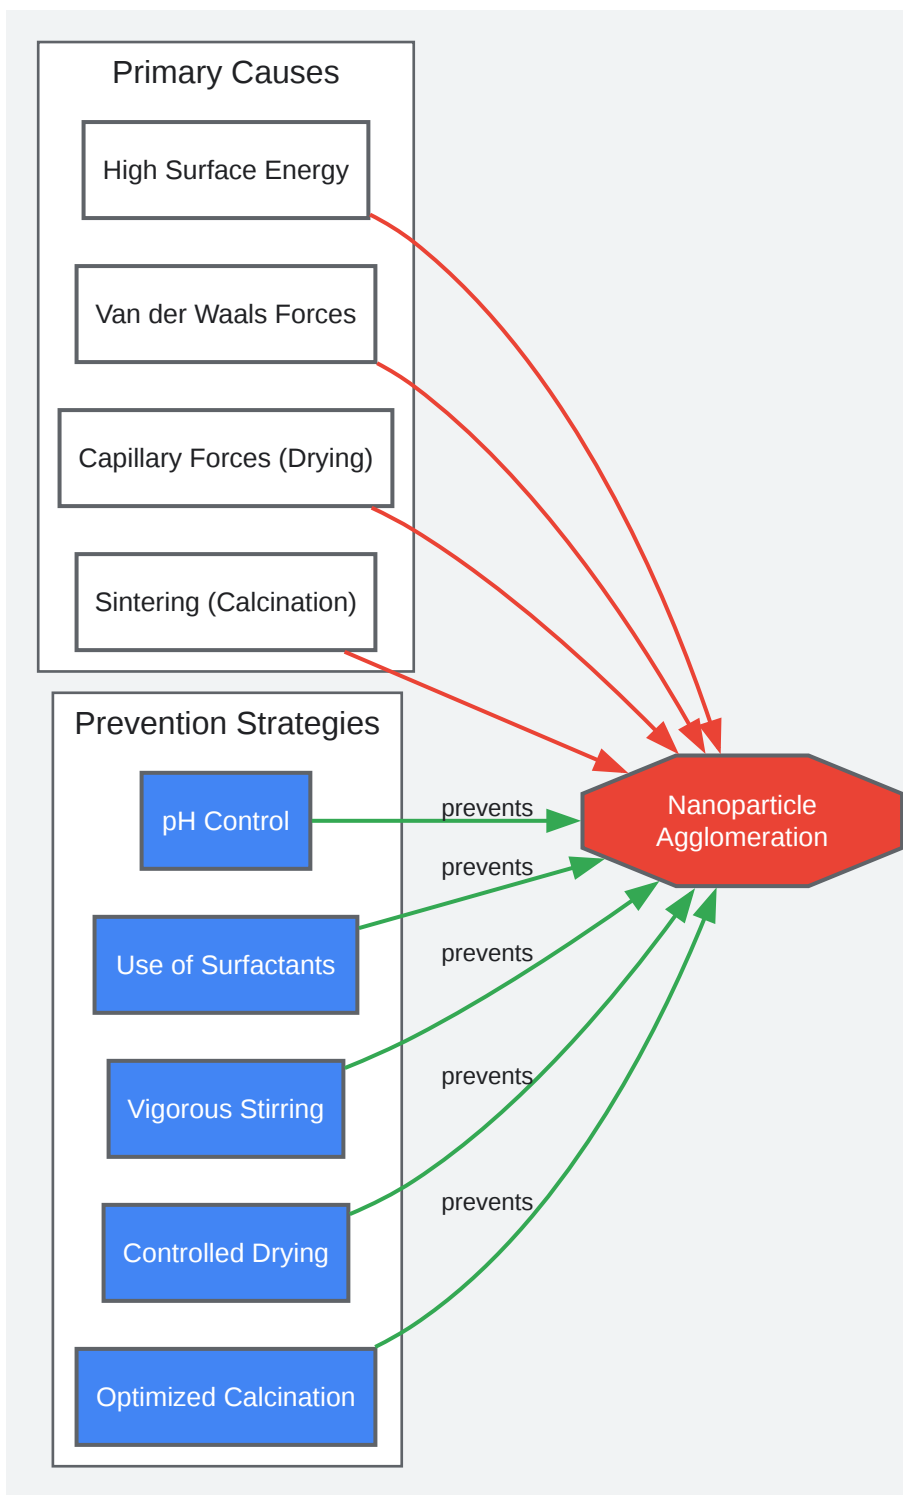 Primary Causes
High Surface Energy
Van der Waals Forces
Capillary Forces (Drying)
Sintering (Calcination)
Prevention Strategies
pH Control
prevents
Nanoparticle
Agglomeration
prevents
Use of Surfactants
prevents
Vigorous Stirring
prevents
Controlled Drying
prevents
Optimized Calcination